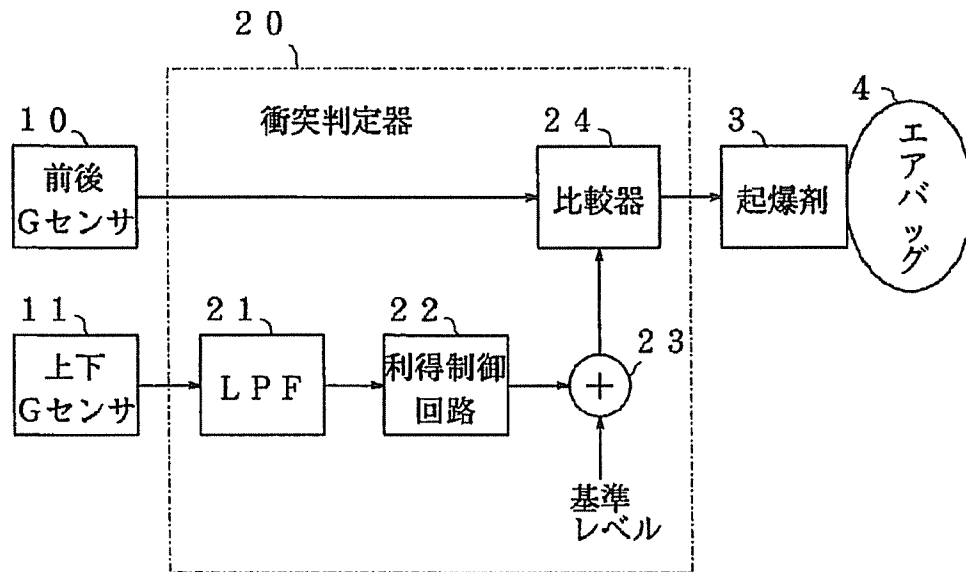 ２０
衝突判定器
１０
前後
Ｇセンサ
２４
比較器
３
起爆剤
４
エアバッグ
１１
上下
Ｇセンサ
２１
ＬＰＦ
２２
利得制御
回路
２３
＋
基準
レベル